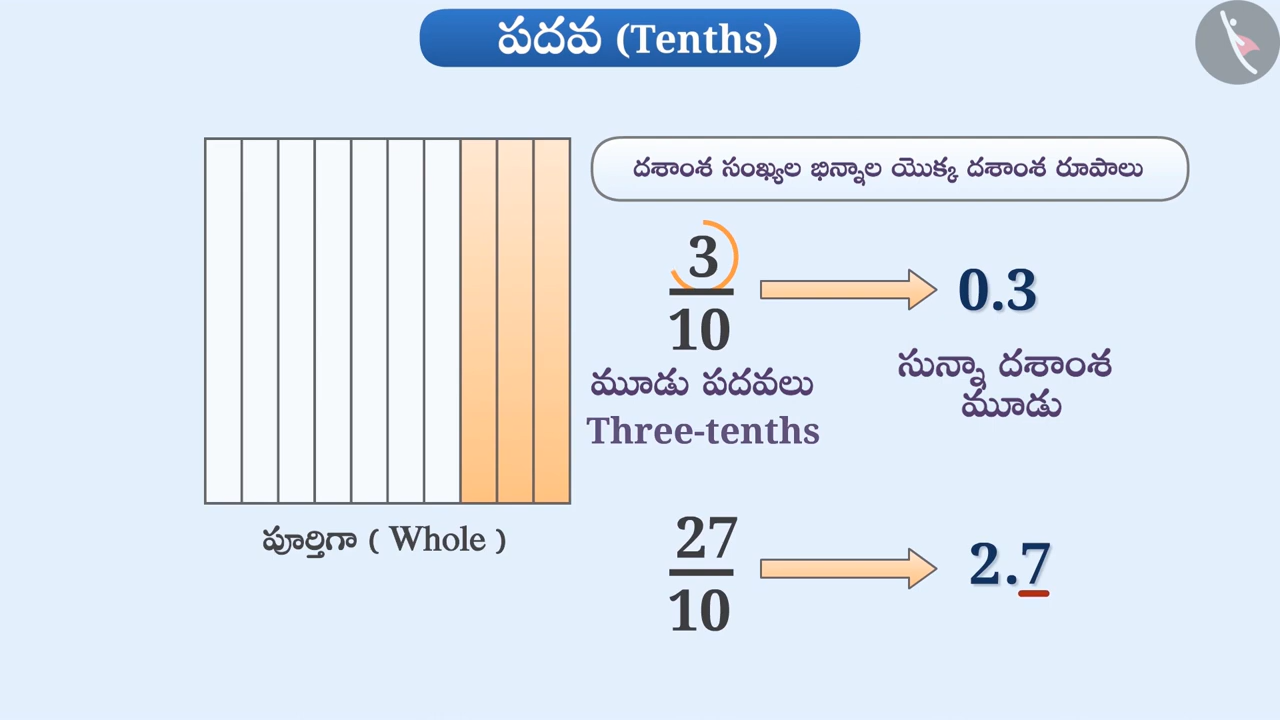 పదవ (Tenths)
దశాంశ సంఖ్యల భిన్నాల యొక్క దశాంశ రూపాలు
3
10
0.3
మూడు పదవలు
Three-tenths
సున్నా దశాంశ
మూడు
పూర్తిగా ( Whole )
27
10
2.7